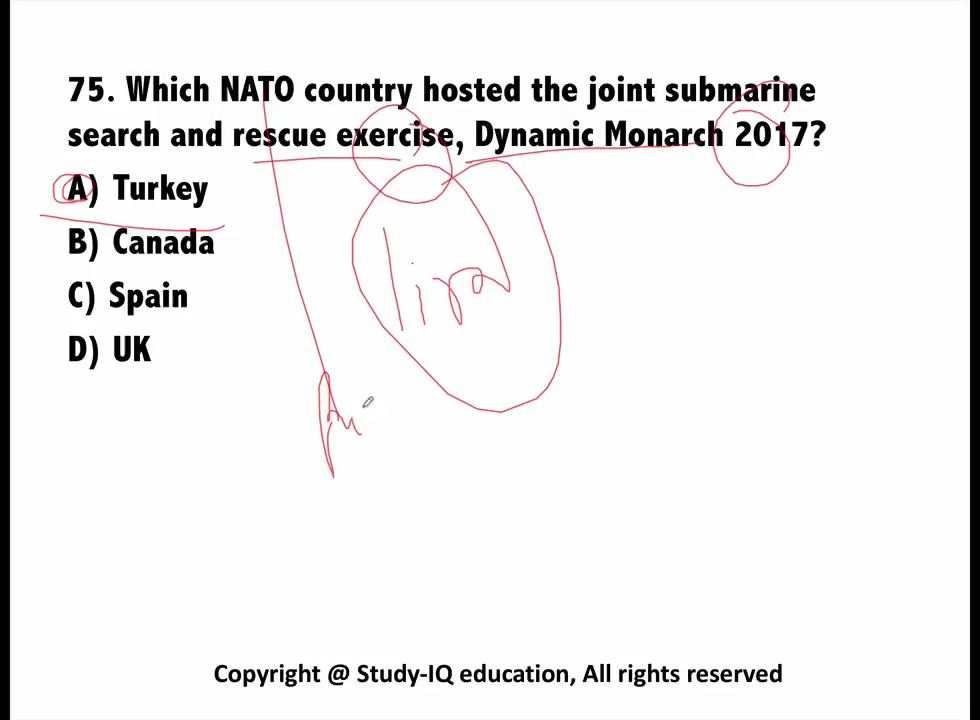 75. Which NATO country hosted the joint submarine
search and rescue exercise, Dynamic Monarch 2017?
A) Turkey
B) Canada
C) Spain
D) UK
lira
Copyright @ Study-IQ education, All rights reserved